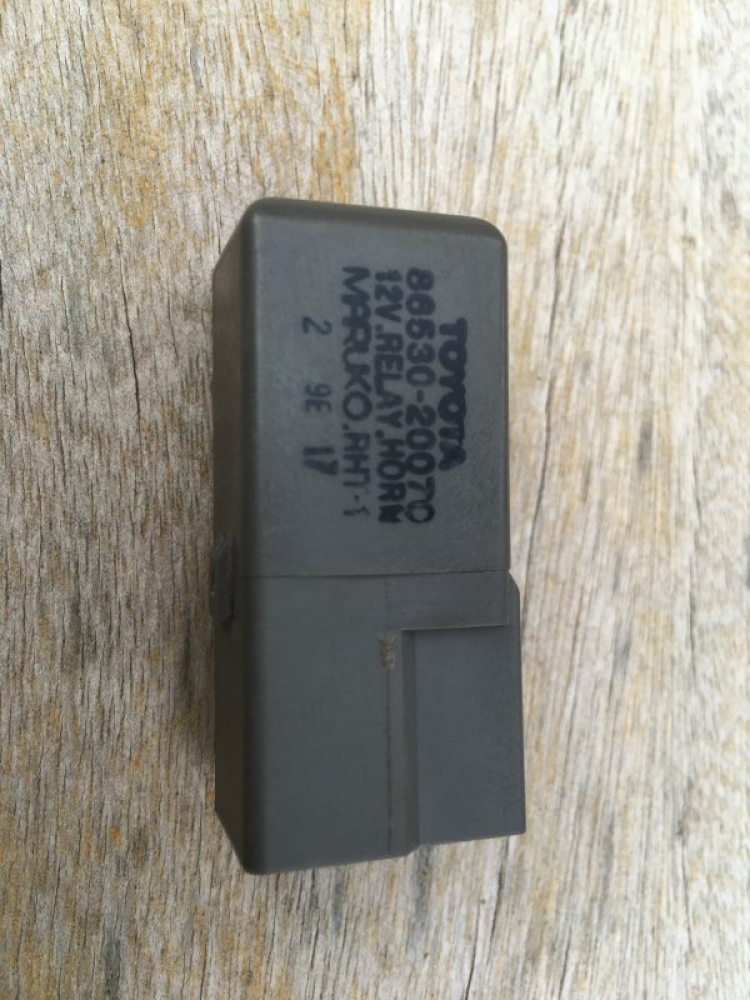 TOYOTA
86530-20070
12V.RELAY,HORN
MARUKO.RHT-1
2 9E 17